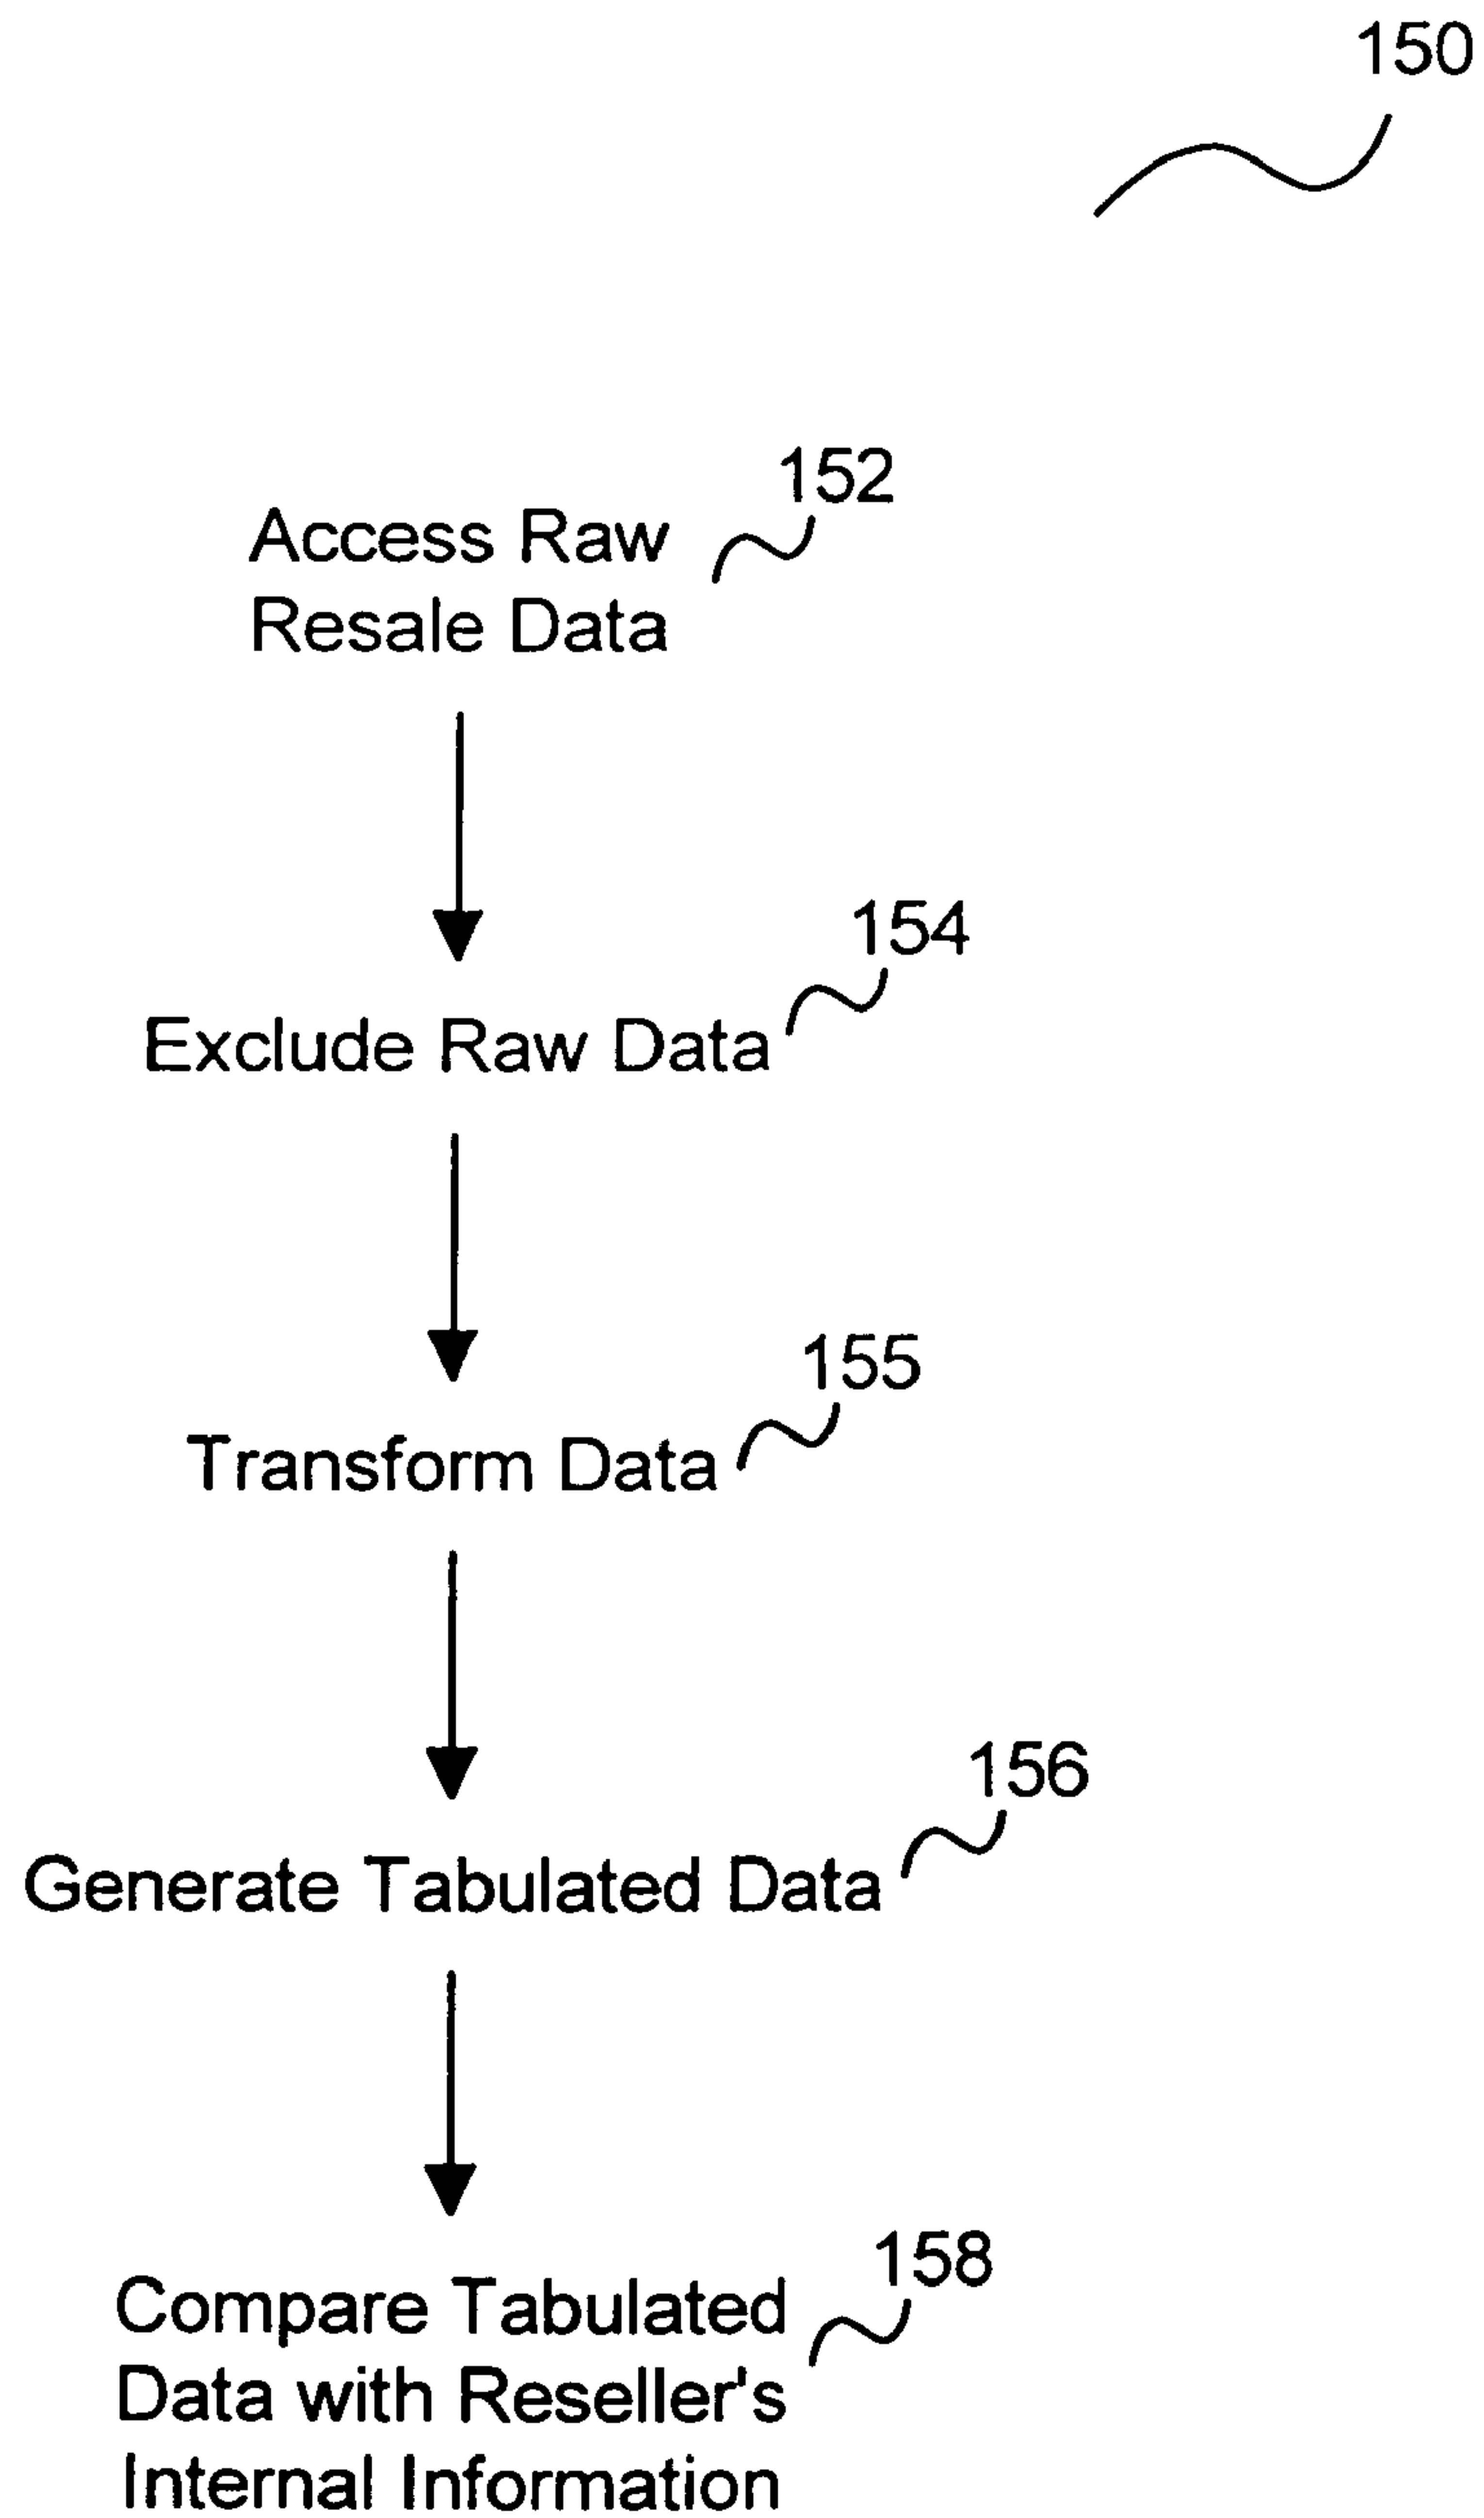 150
152
Access Raw
Resale Data
154
Exclude Raw Data
155
Transform Data
156
Generate Tabulated Data
158
Compare Tabulated
Data with Reseller's
Internal Information